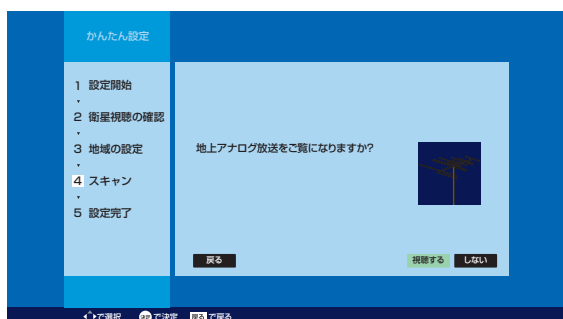 かんたん設定
1 設定開始
2 衛星視聴の確認
3 地域の設定
4 スキャン
5 設定完了
地上アナログ放送をご覧になりますか?
戻る
視聴する
しない
で選択 決定 で決定 戻る で戻る